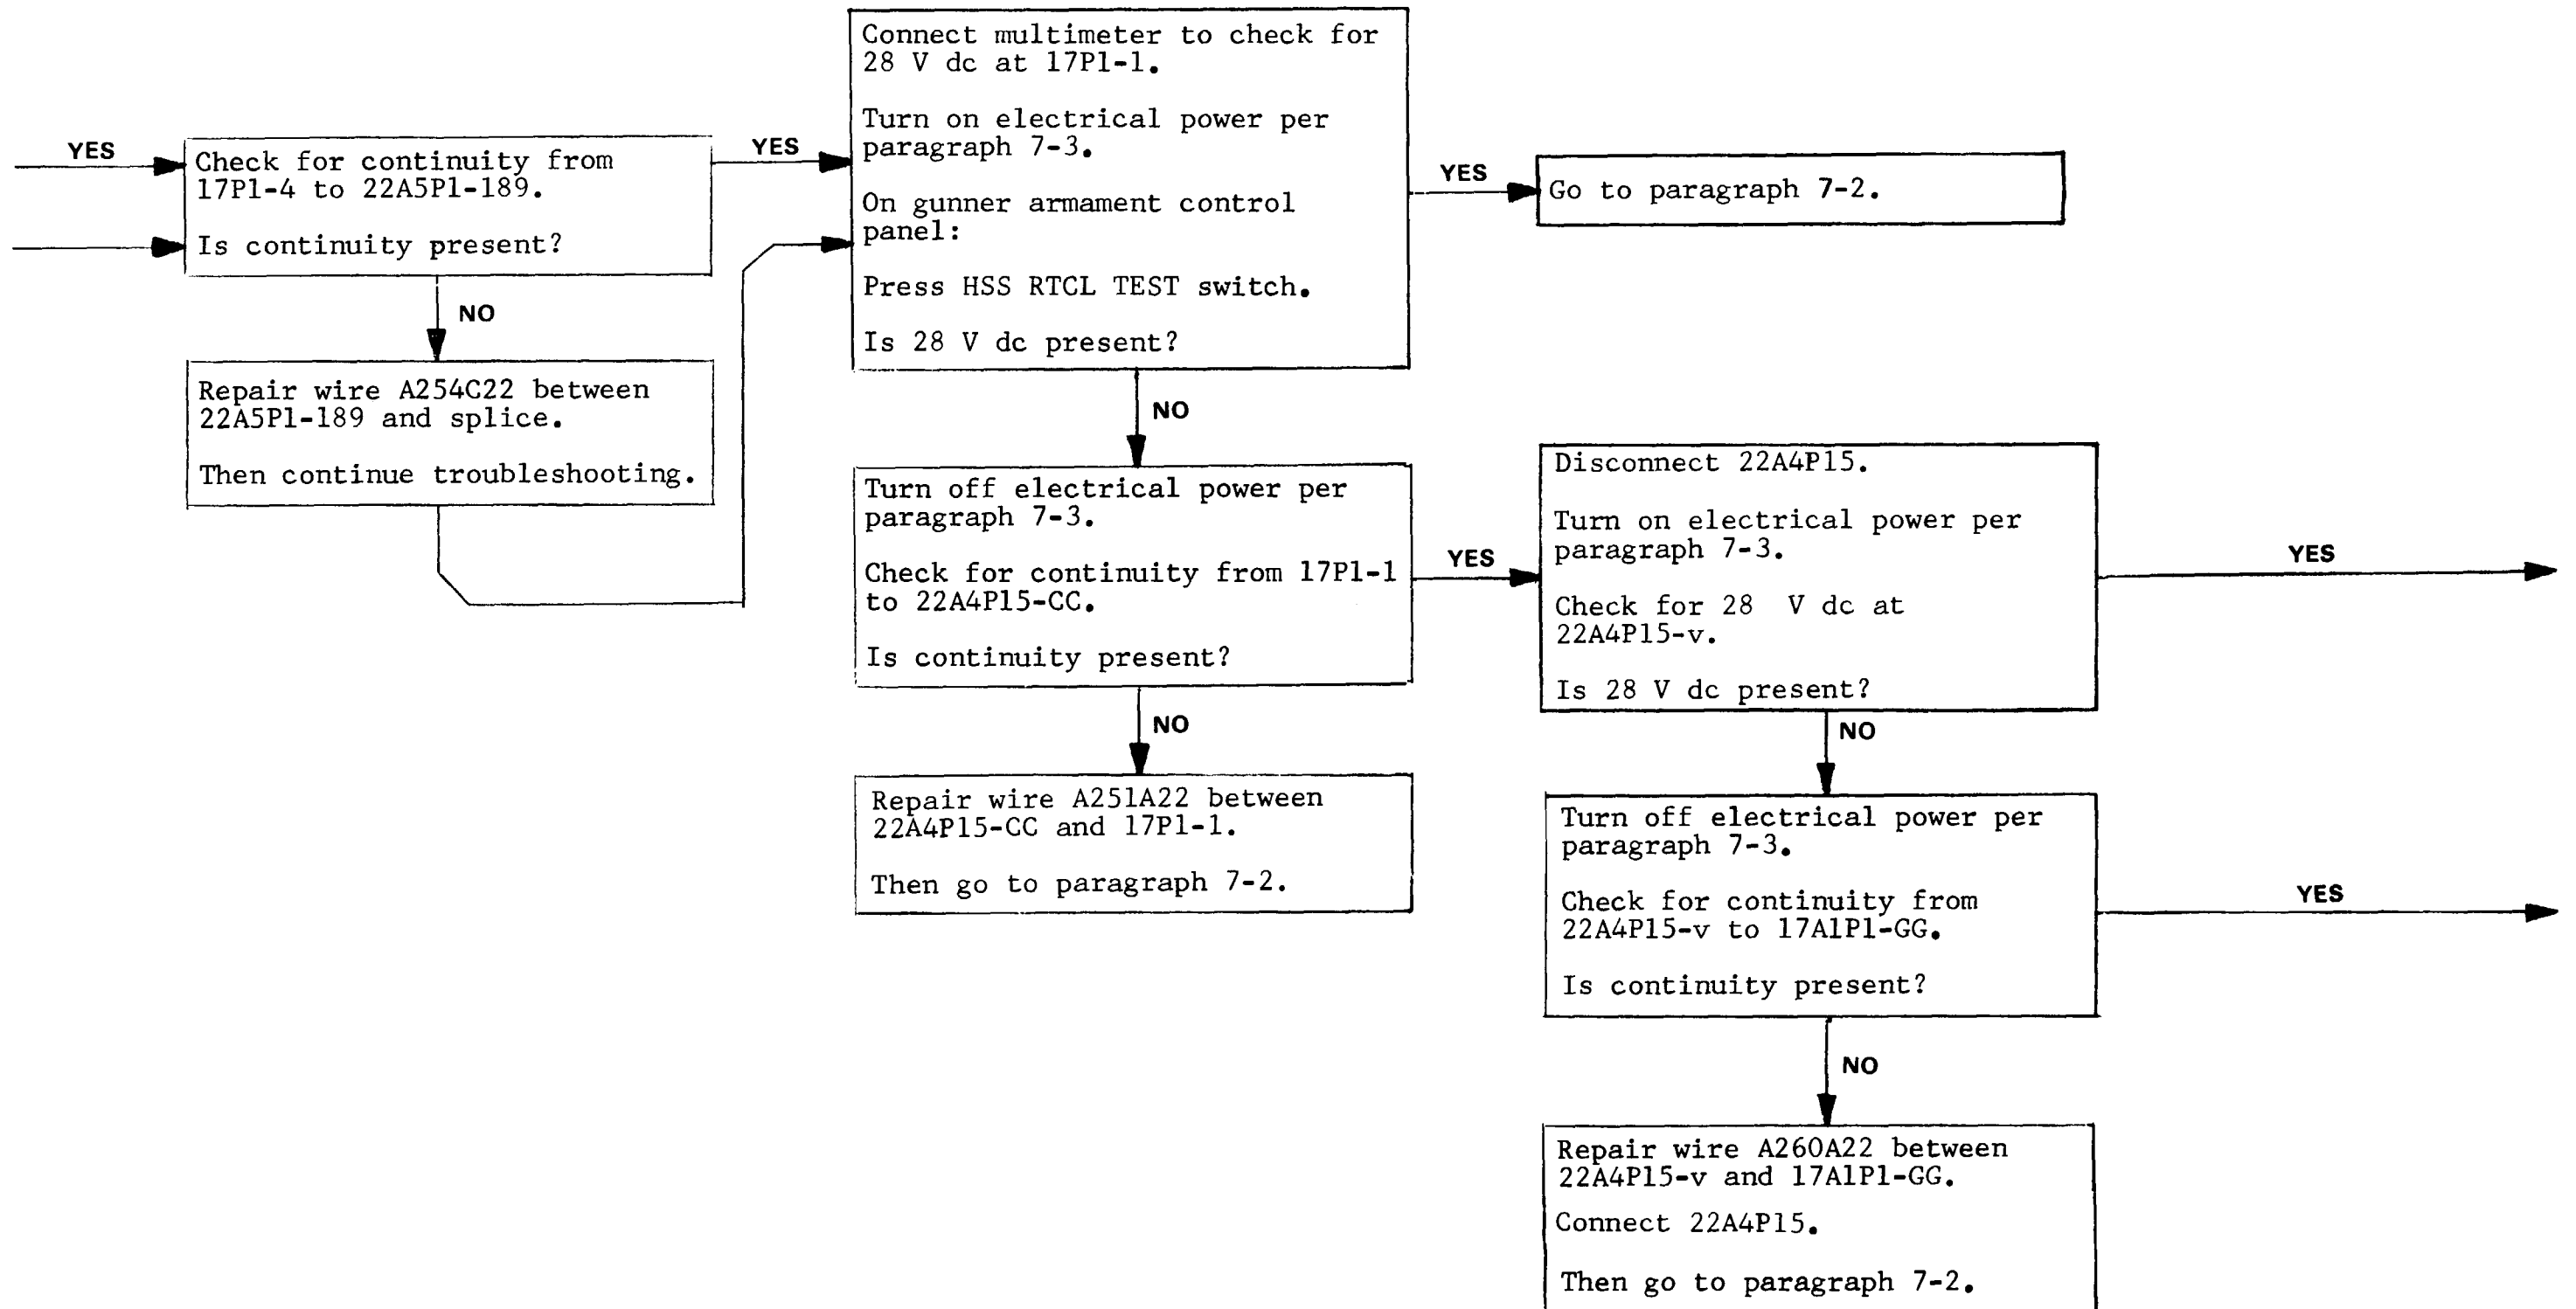 YES
Check for continuity from
17P1-4 to 22A5P1-189.
Is continuity present?
NO
Repair wire A254C22 between
22A5P1-189 and splice.
Then continue troubleshooting.
YES
Connect multimeter to check for
28 V dc at 17P1-1.
Turn on electrical power per
paragraph 7-3.
On gunner armament control
panel:
Press HSS RTCL TEST switch.
Is 28 V dc present?
YES
Go to paragraph 7-2.
NO
Turn off electrical power per
paragraph 7-3.
Check for continuity from 17P1-1
to 22A4P15-CC.
Is continuity present?
NO
Repair wire A251A22 between
22A4P15-CC and 17P1-1.
Then go to paragraph 7-2.
YES
Disconnect 22A4P15.
Turn on electrical power per
paragraph 7-3.
Check for 28 V dc at
22A4P15-v.
Is 28 V dc present?
YES
NO
Turn off electrical power per
paragraph 7-3.
Check for continuity from
22A4P15-v to 17A1P1-GG.
Is continuity present?
YES
NO
Repair wire A260A22 between
22A4P15-v and 17A1P1-GG.
Connect 22A4P15.
Then go to paragraph 7-2.